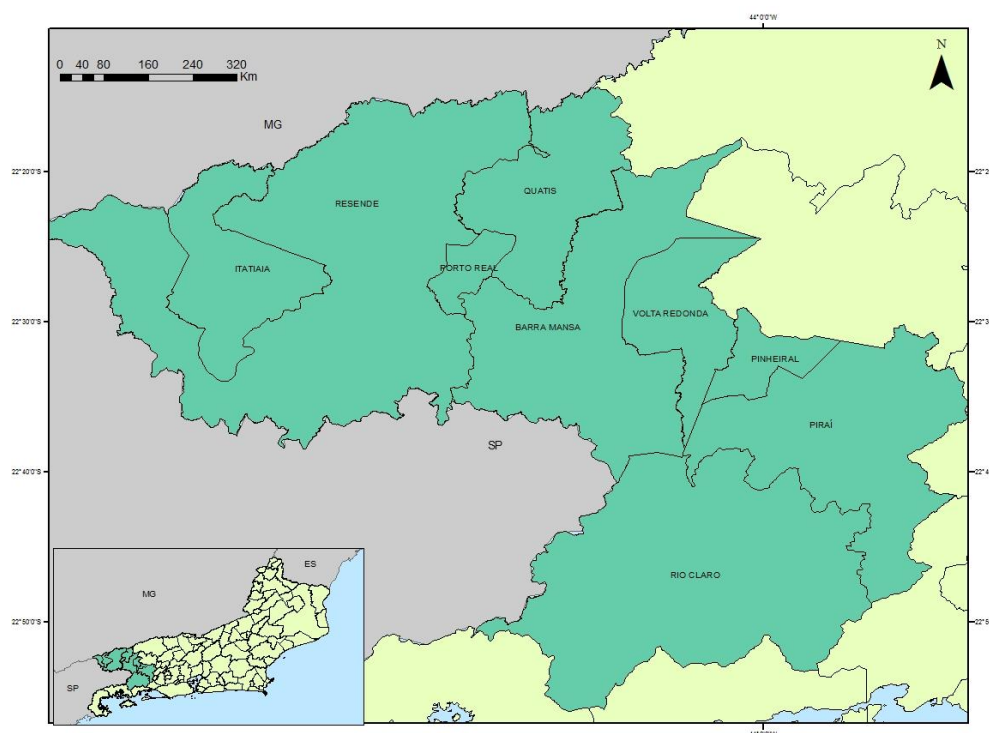 44°0'0"W
0 40 80 160 240 320
Km
N
MG
22°20'0"S
22°2
RESENDE
QUATIS
ITATIAIA
PORTO REAL
22°30'0"S
22°3
BARRA MANSA
VOLTA REDONDA
PINHEIRAL
PIRAÍ
SP
22°40'0"S
22°4
RIO CLARO
ES
MG
22°50'0"S
22°5
SP